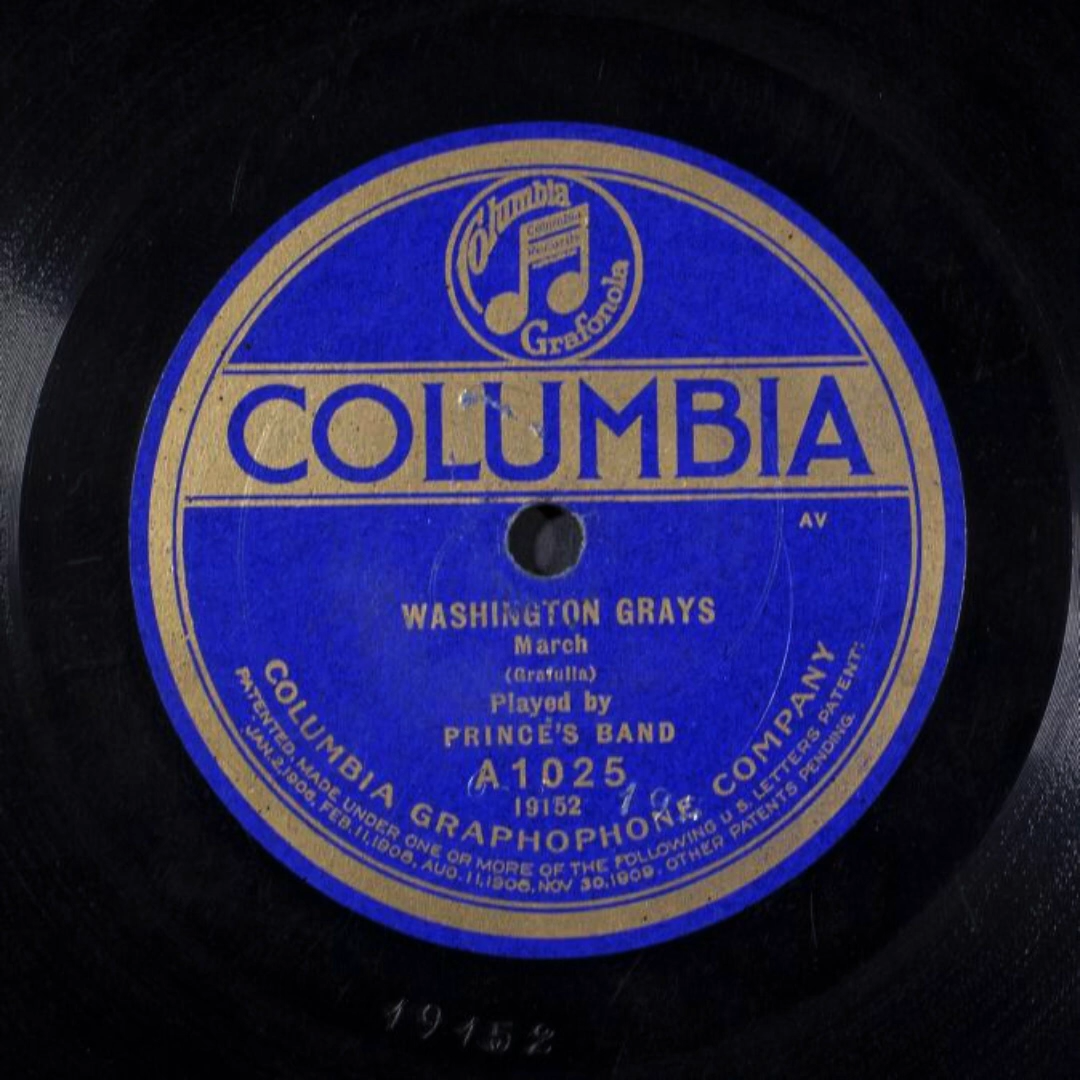 Columbia
Columbia
Records
Grafonola
COLUMBIA
AV
WASHINGTON GRAYS
March
(Grafulla)
Played by
PRINCE'S BAND
A1025
19152
COLUMBIA GRAPHOPHONE COMPANY
PATENTED, MADE UNDER ONE OR MORE OF THE FOLLOWING U.S. LETTERS PATENT:
JAN.2,1906, FEB.11,1908, AUG.11,1908, NOV 30,1909. OTHER PATENTS PENDING.
19152